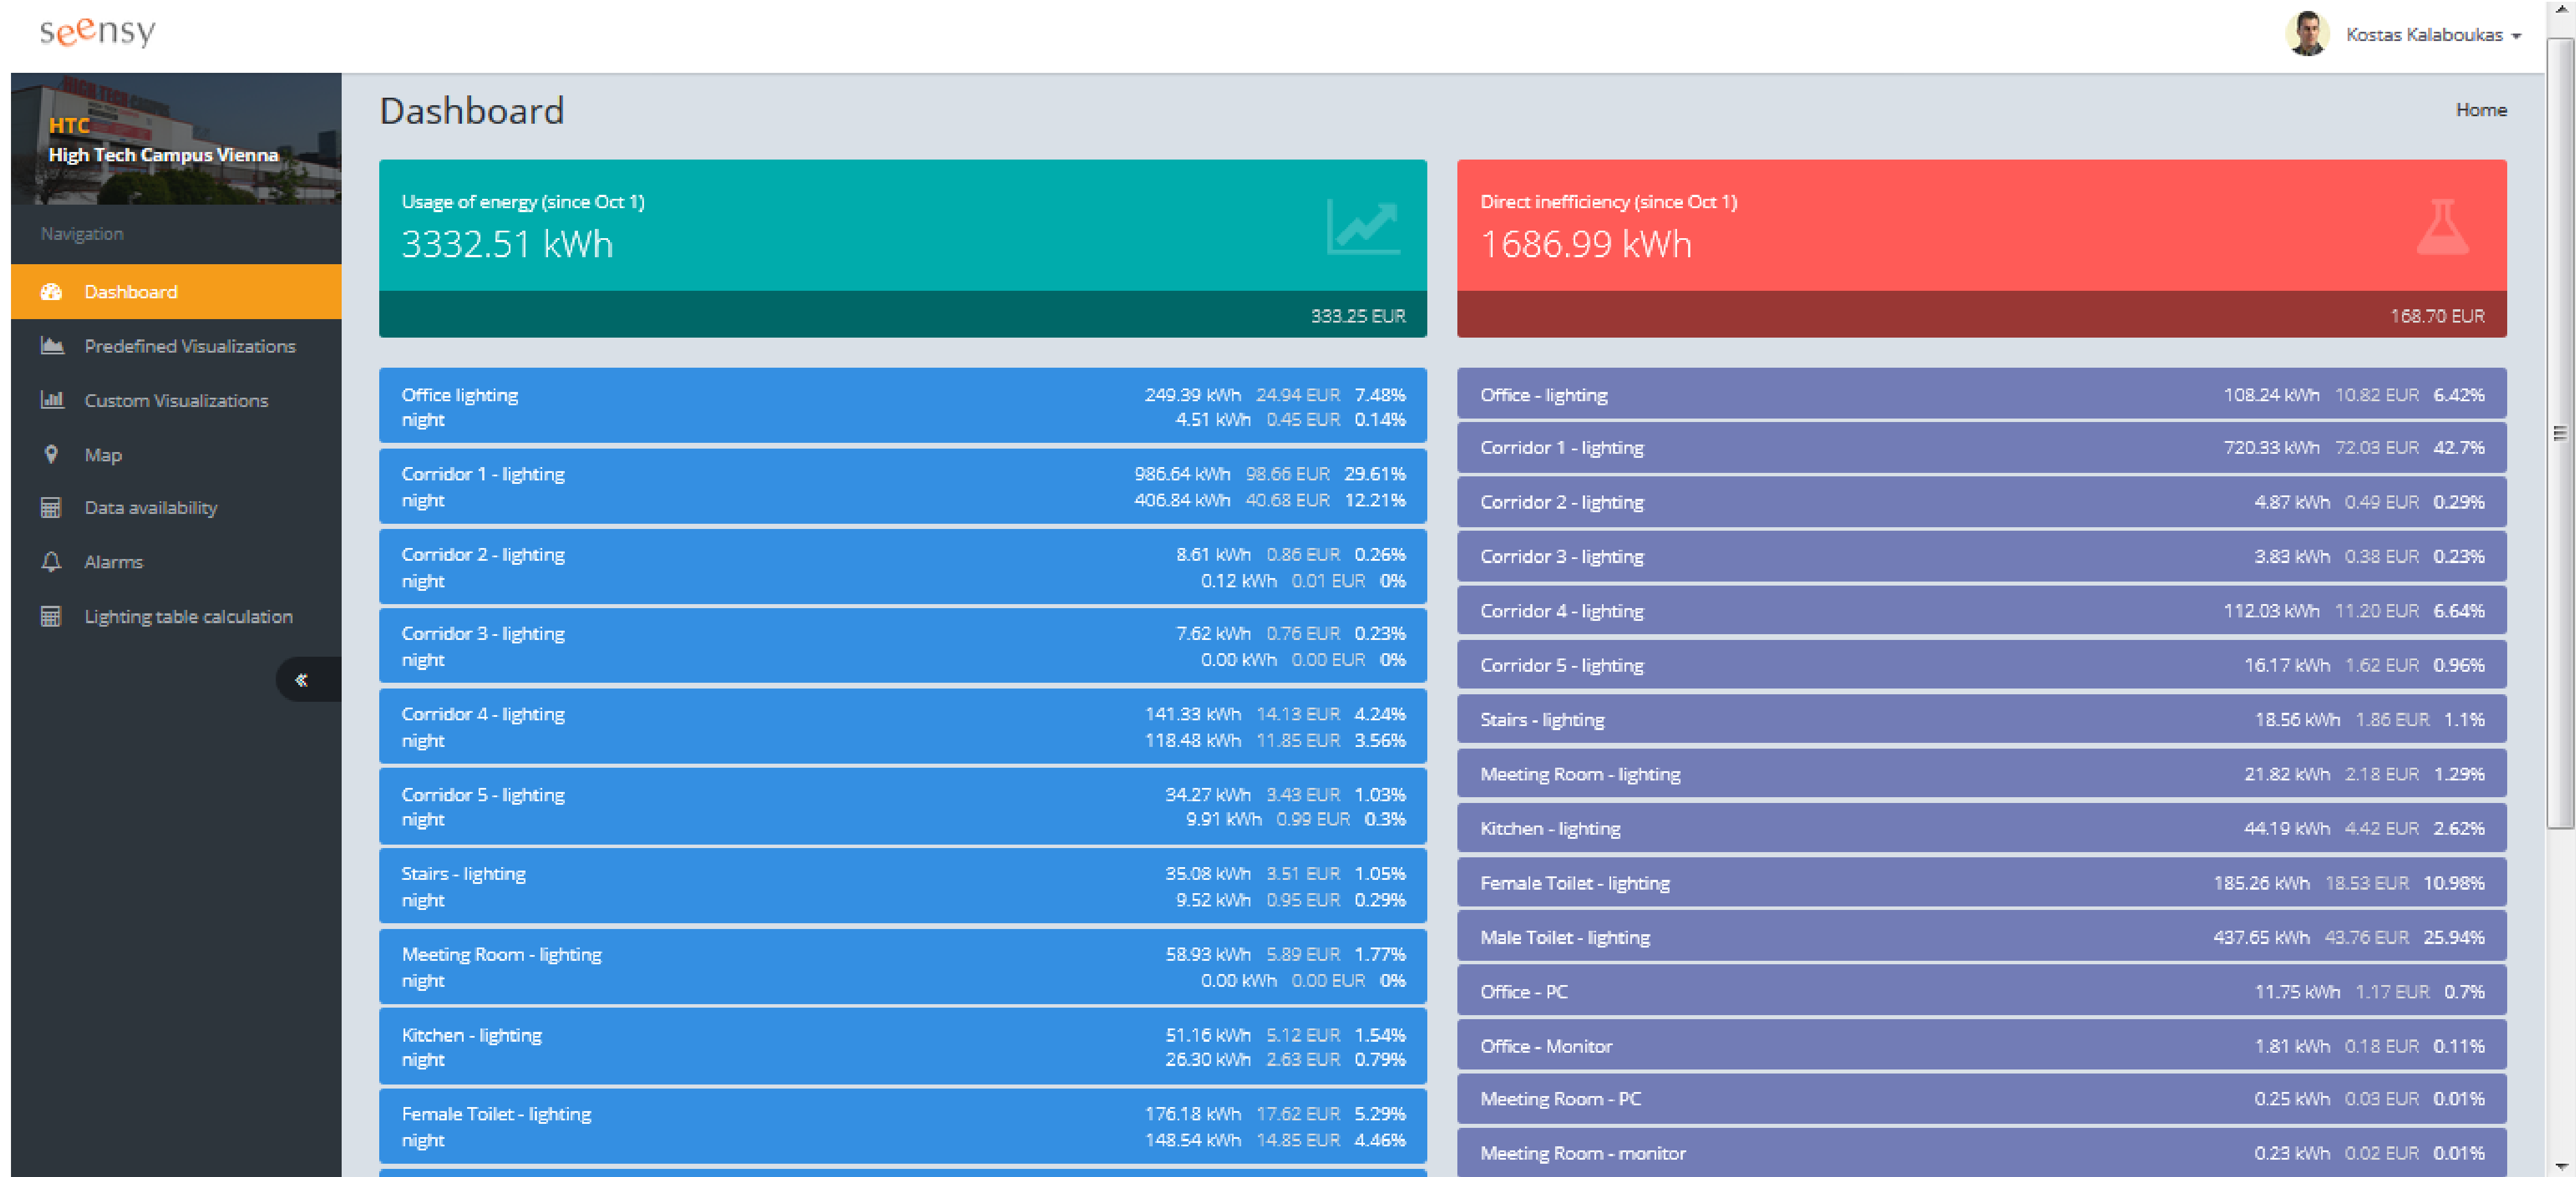 seensy
Kostas Kalaboukas
HTC
High Tech Campus Vienna
Navigation
Dashboard
Predefined Visualizations
Custom Visualizations
Map
Data availability
Alarms
Lighting table calculation
Dashboard
Home
Usage of energy (since Oct 1)
3332.51 kWh
333.25 EUR
Direct inefficiency (since Oct 1)
1686.99 kWh
168.70 EUR
Office lighting 249.39 kWh 24.94 EUR 7.48%
night 4.51 kWh 0.45 EUR 0.14%
Corridor 1 - lighting 986.64 kWh 98.66 EUR 29.61%
night 406.84 kWh 40.68 EUR 12.21%
Corridor 2 - lighting 8.61 kWh 0.86 EUR 0.26%
night 0.12 kWh 0.01 EUR 0%
Corridor 3 - lighting 7.62 kWh 0.76 EUR 0.23%
night 0.00 kWh 0.00 EUR 0%
Corridor 4 - lighting 141.33 kWh 14.13 EUR 4.24%
night 118.48 kWh 11.85 EUR 3.56%
Corridor 5 - lighting 34.27 kWh 3.43 EUR 1.03%
night 9.91 kWh 0.99 EUR 0.3%
Stairs - lighting 35.08 kWh 3.51 EUR 1.05%
night 9.52 kWh 0.95 EUR 0.29%
Meeting Room - lighting 58.93 kWh 5.89 EUR 1.77%
night 0.00 kWh 0.00 EUR 0%
Kitchen - lighting 51.16 kWh 5.12 EUR 1.54%
night 26.30 kWh 2.63 EUR 0.79%
Female Toilet - lighting 176.18 kWh 17.62 EUR 5.29%
night 148.54 kWh 14.85 EUR 4.46%
Office - lighting 108.24 kWh 10.82 EUR 6.42%
Corridor 1 - lighting 720.33 kWh 72.03 EUR 42.7%
Corridor 2 - lighting 4.87 kWh 0.49 EUR 0.29%
Corridor 3 - lighting 3.83 kWh 0.38 EUR 0.23%
Corridor 4 - lighting 112.03 kWh 11.20 EUR 6.64%
Corridor 5 - lighting 16.17 kWh 1.62 EUR 0.96%
Stairs - lighting 18.56 kWh 1.86 EUR 1.1%
Meeting Room - lighting 21.82 kWh 2.18 EUR 1.29%
Kitchen - lighting 44.19 kWh 4.42 EUR 2.62%
Female Toilet - lighting 185.26 kWh 18.53 EUR 10.98%
Male Toilet - lighting 437.65 kWh 43.76 EUR 25.94%
Office - PC 11.75 kWh 1.17 EUR 0.7%
Office - Monitor 1.81 kWh 0.18 EUR 0.11%
Meeting Room - PC 0.25 kWh 0.03 EUR 0.01%
Meeting Room - monitor 0.23 kWh 0.02 EUR 0.01%